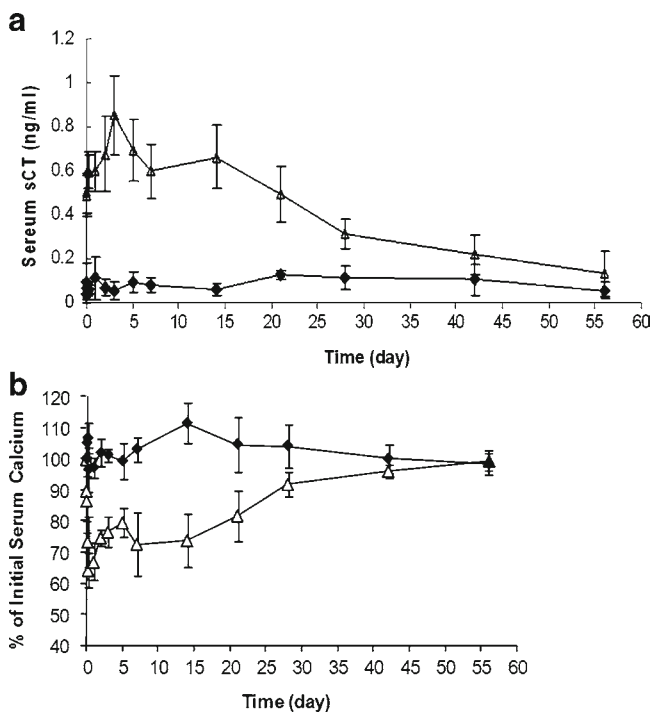 a
Sereum sCT (ng/ml)
1.2
1
0.8
0.6
0.4
0.2
0
0 5 10 15 20 25 30 35 40 45 50 55 60
Time (day)
b
% of Initial Serum Calcium
120
110
100
90
80
70
60
50
40
0 5 10 15 20 25 30 35 40 45 50 55 60
Time (day)